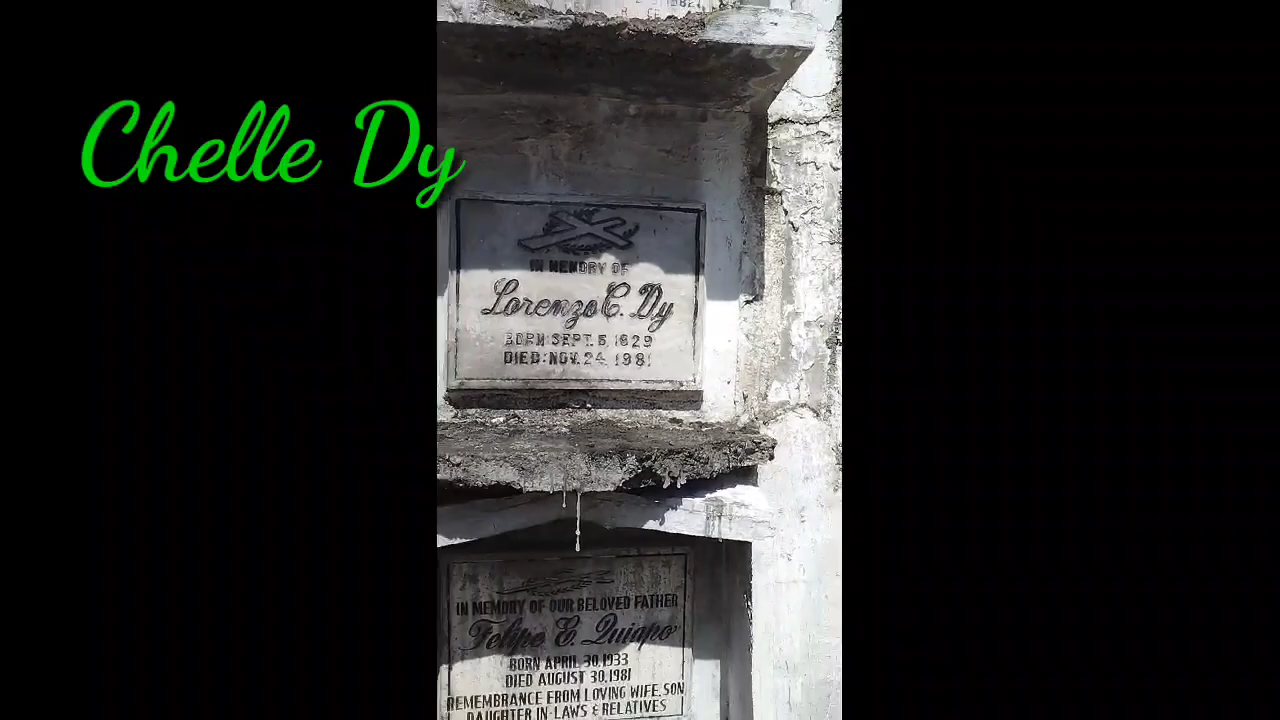 Chelle Dy
IN MEMORY OF
Lorenzo C. Dy
BORN SEPT. 5, 1929
DIED NOV. 24, 1981
IN MEMORY OF OUR BELOVED FATHER
Felipe E. Quiapo
BORN APRIL 30, 1933
DIED AUGUST 30, 1981
REMEMBRANCE FROM LOVING WIFE, SON
DAUGHTER IN-LAWS & RELATIVES